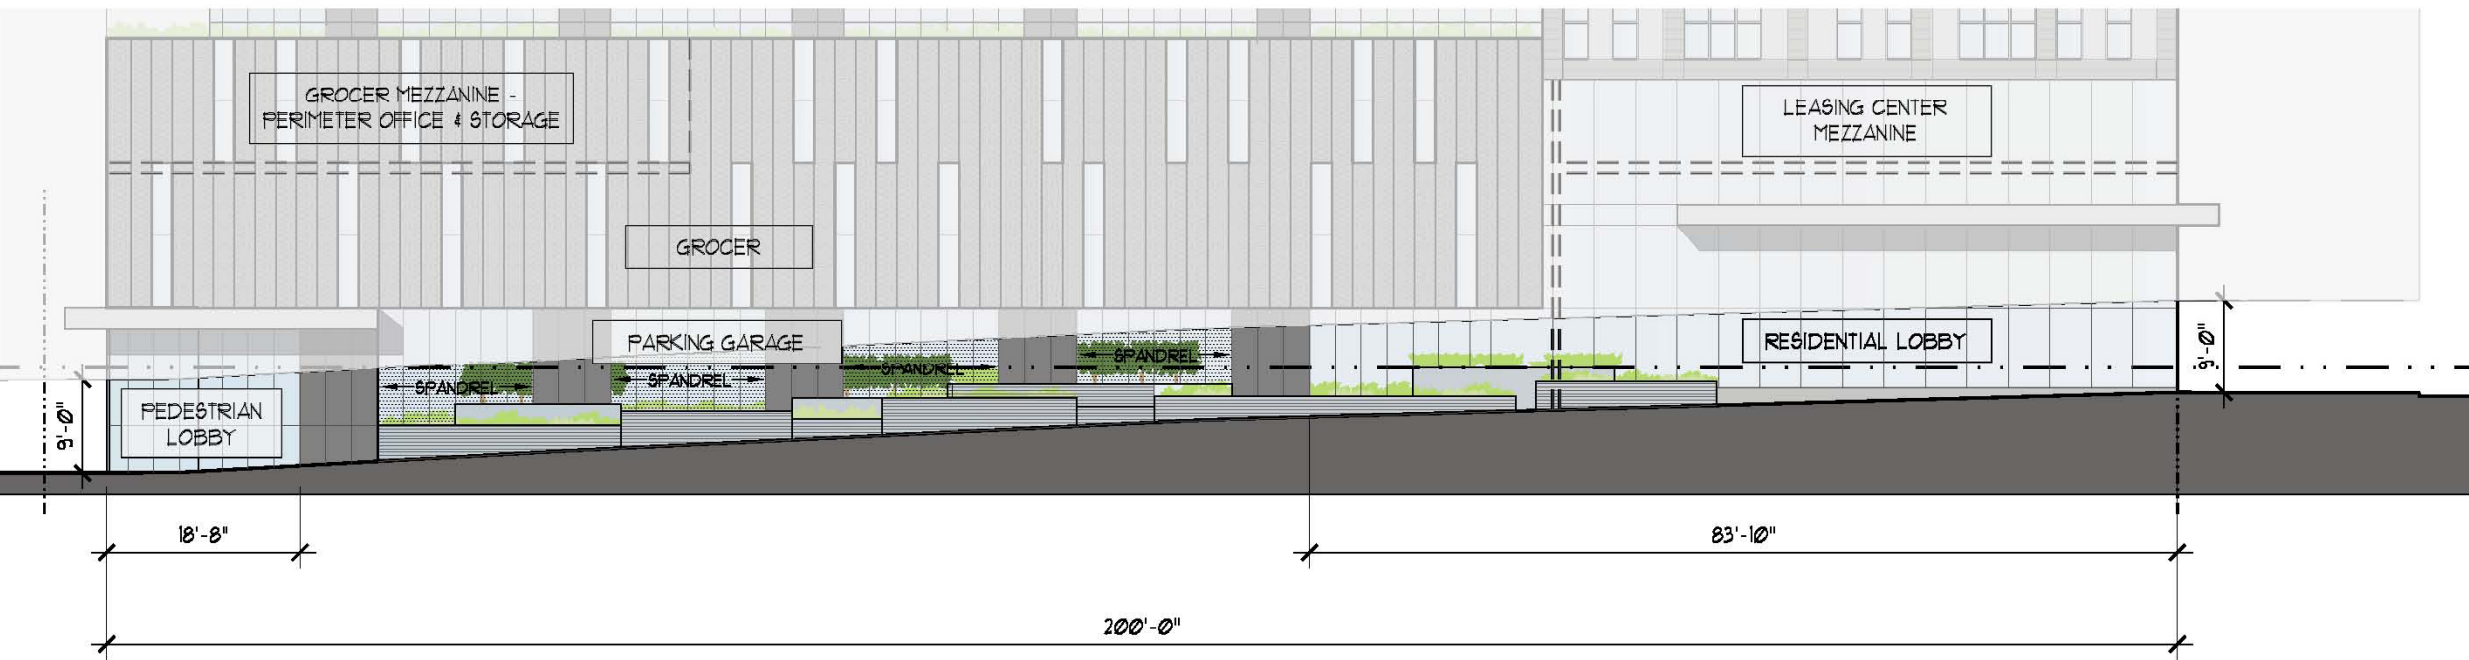 GROCER MEZZANINE -
PERIMETER OFFICE & STORAGE
LEASING CENTER
MEZZANINE
GROCER
PARKING GARAGE
RESIDENTIAL LOBBY
SPANDREL
SPANDREL
SPANDREL
SPANDREL
PEDESTRIAN
LOBBY
9'-0"
9'-0"
18'-8"
83'-10"
200'-0"